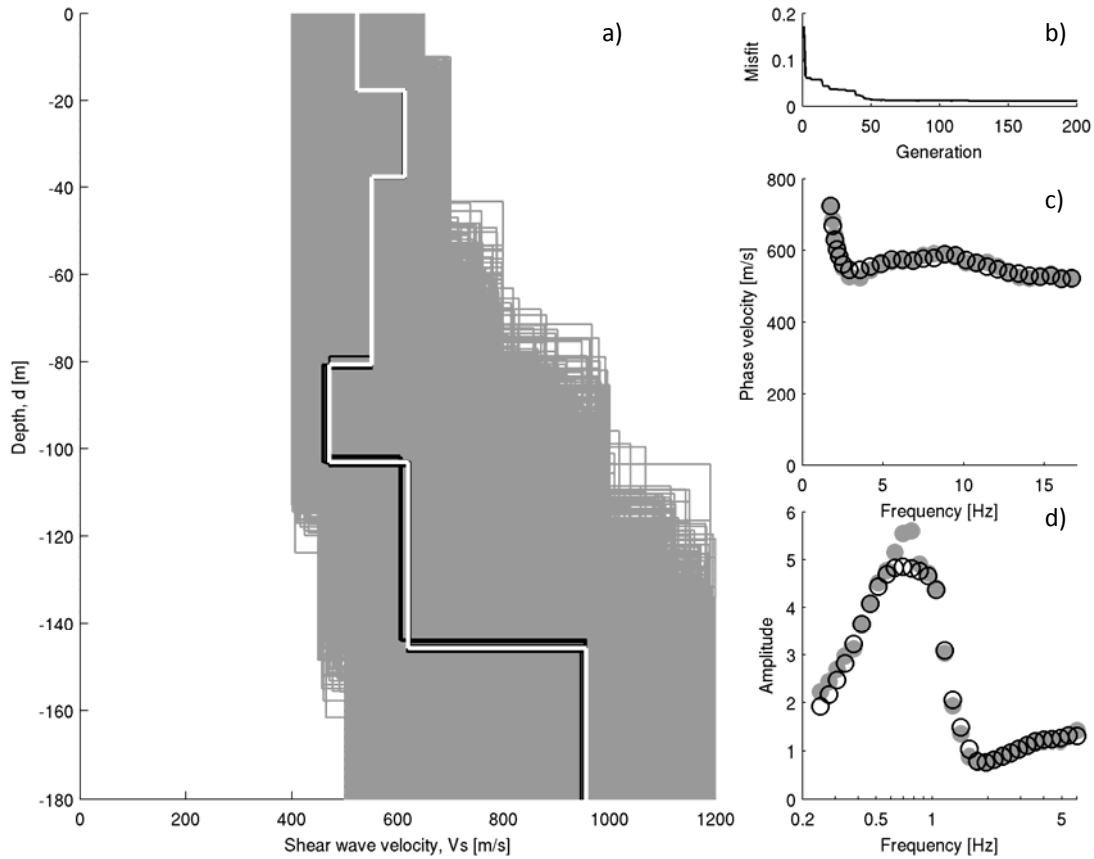 a)
0
-20
-40
-60
-80
-100
-120
-140
-160
-180
Depth, d [m]
0 200 400 600 800 1000 1200
Shear wave velocity, Vs [m/s]
b)
0.2
0.1
0
Misfit
0 50 100 150 200
Generation
c)
800
600
400
200
0
Phase velocity [m/s]
0 5 10 15
Frequency [Hz]
d)
6
5
4
3
2
1
0
Amplitude
0.2 0.5 1 2 5
Frequency [Hz]